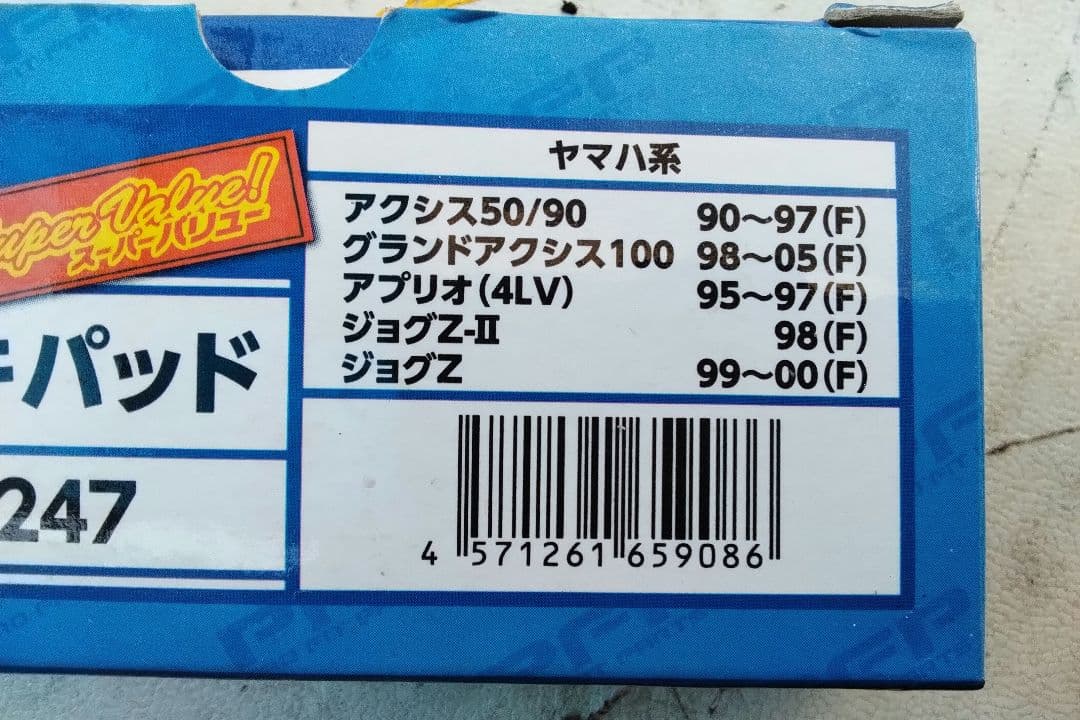 ヤマハ系
アクシス50/90 90～97(F)
グランドアクシス100 98～05(F)
アプリオ(4LV) 95～97(F)
ジョグZ-II 98(F)
ジョグZ 99～00(F)
Super Value!
スーパーバリュー
キパッド
247
4 571261 659086